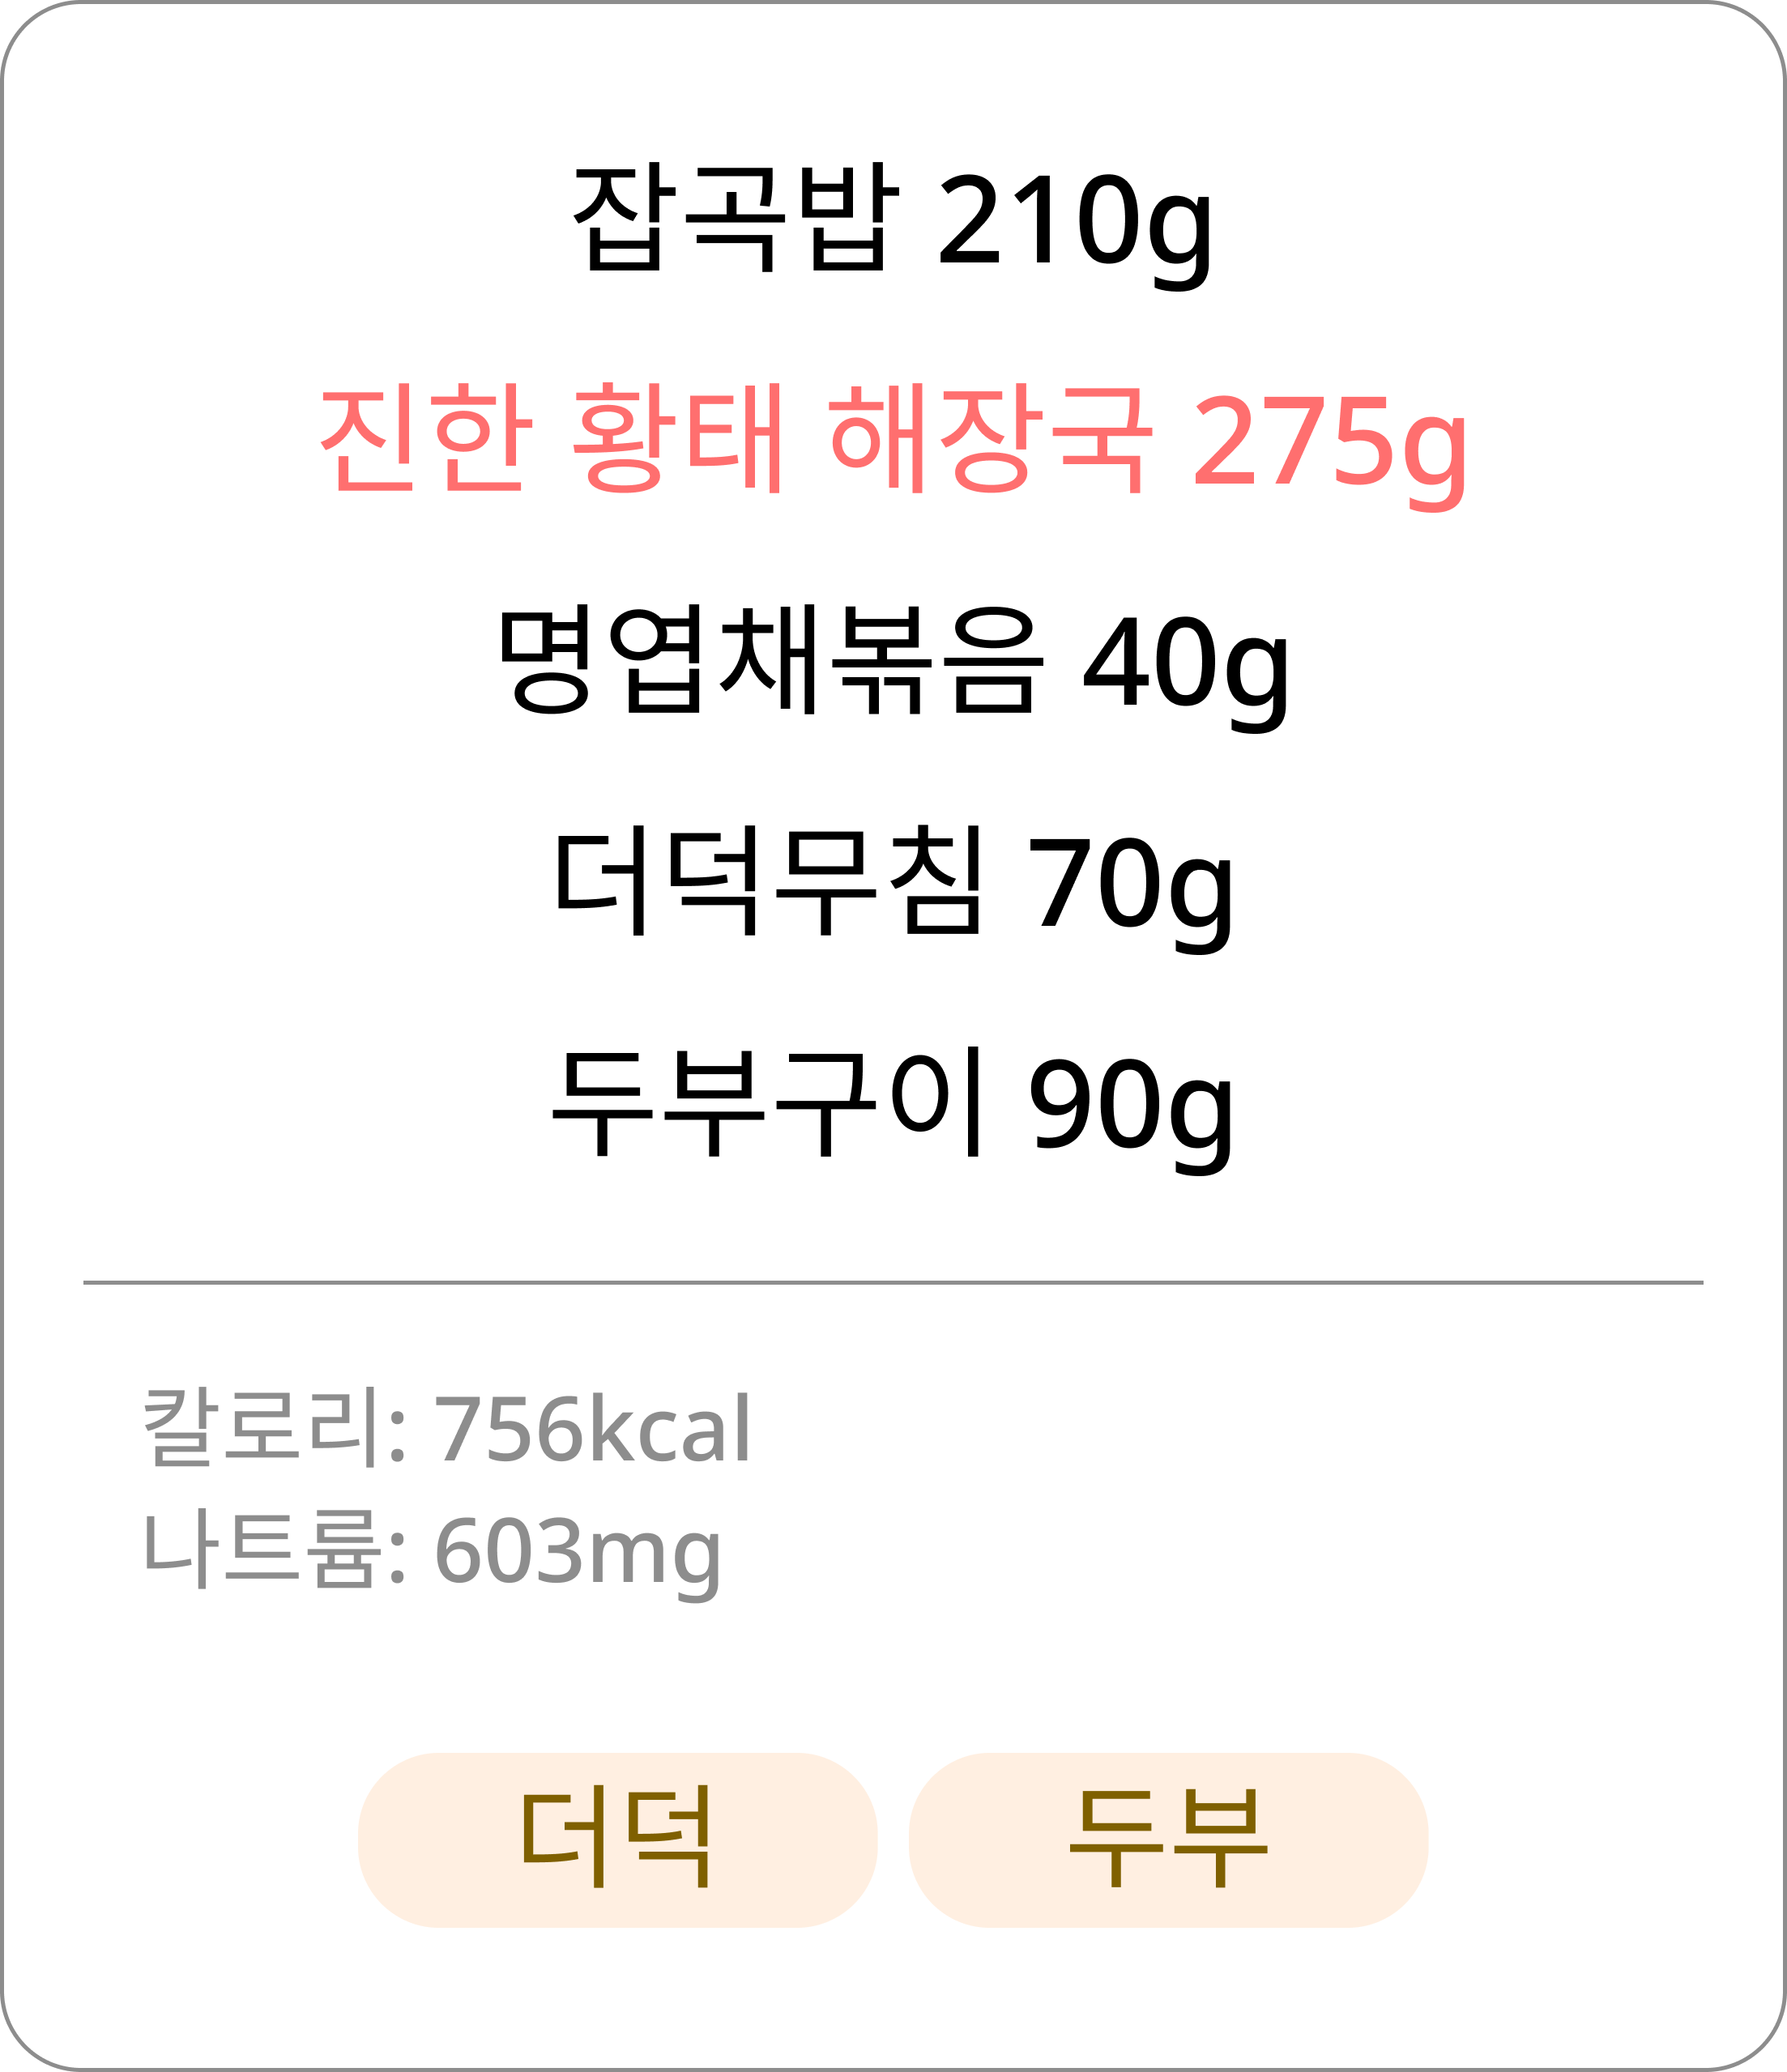 잡곡밥 210g
진한 황태 해장국 275g
명엽채볶음 40g
더덕무침 70g
두부구이 90g
칼로리: 756kcal
나트륨: 603mg
더덕 두부